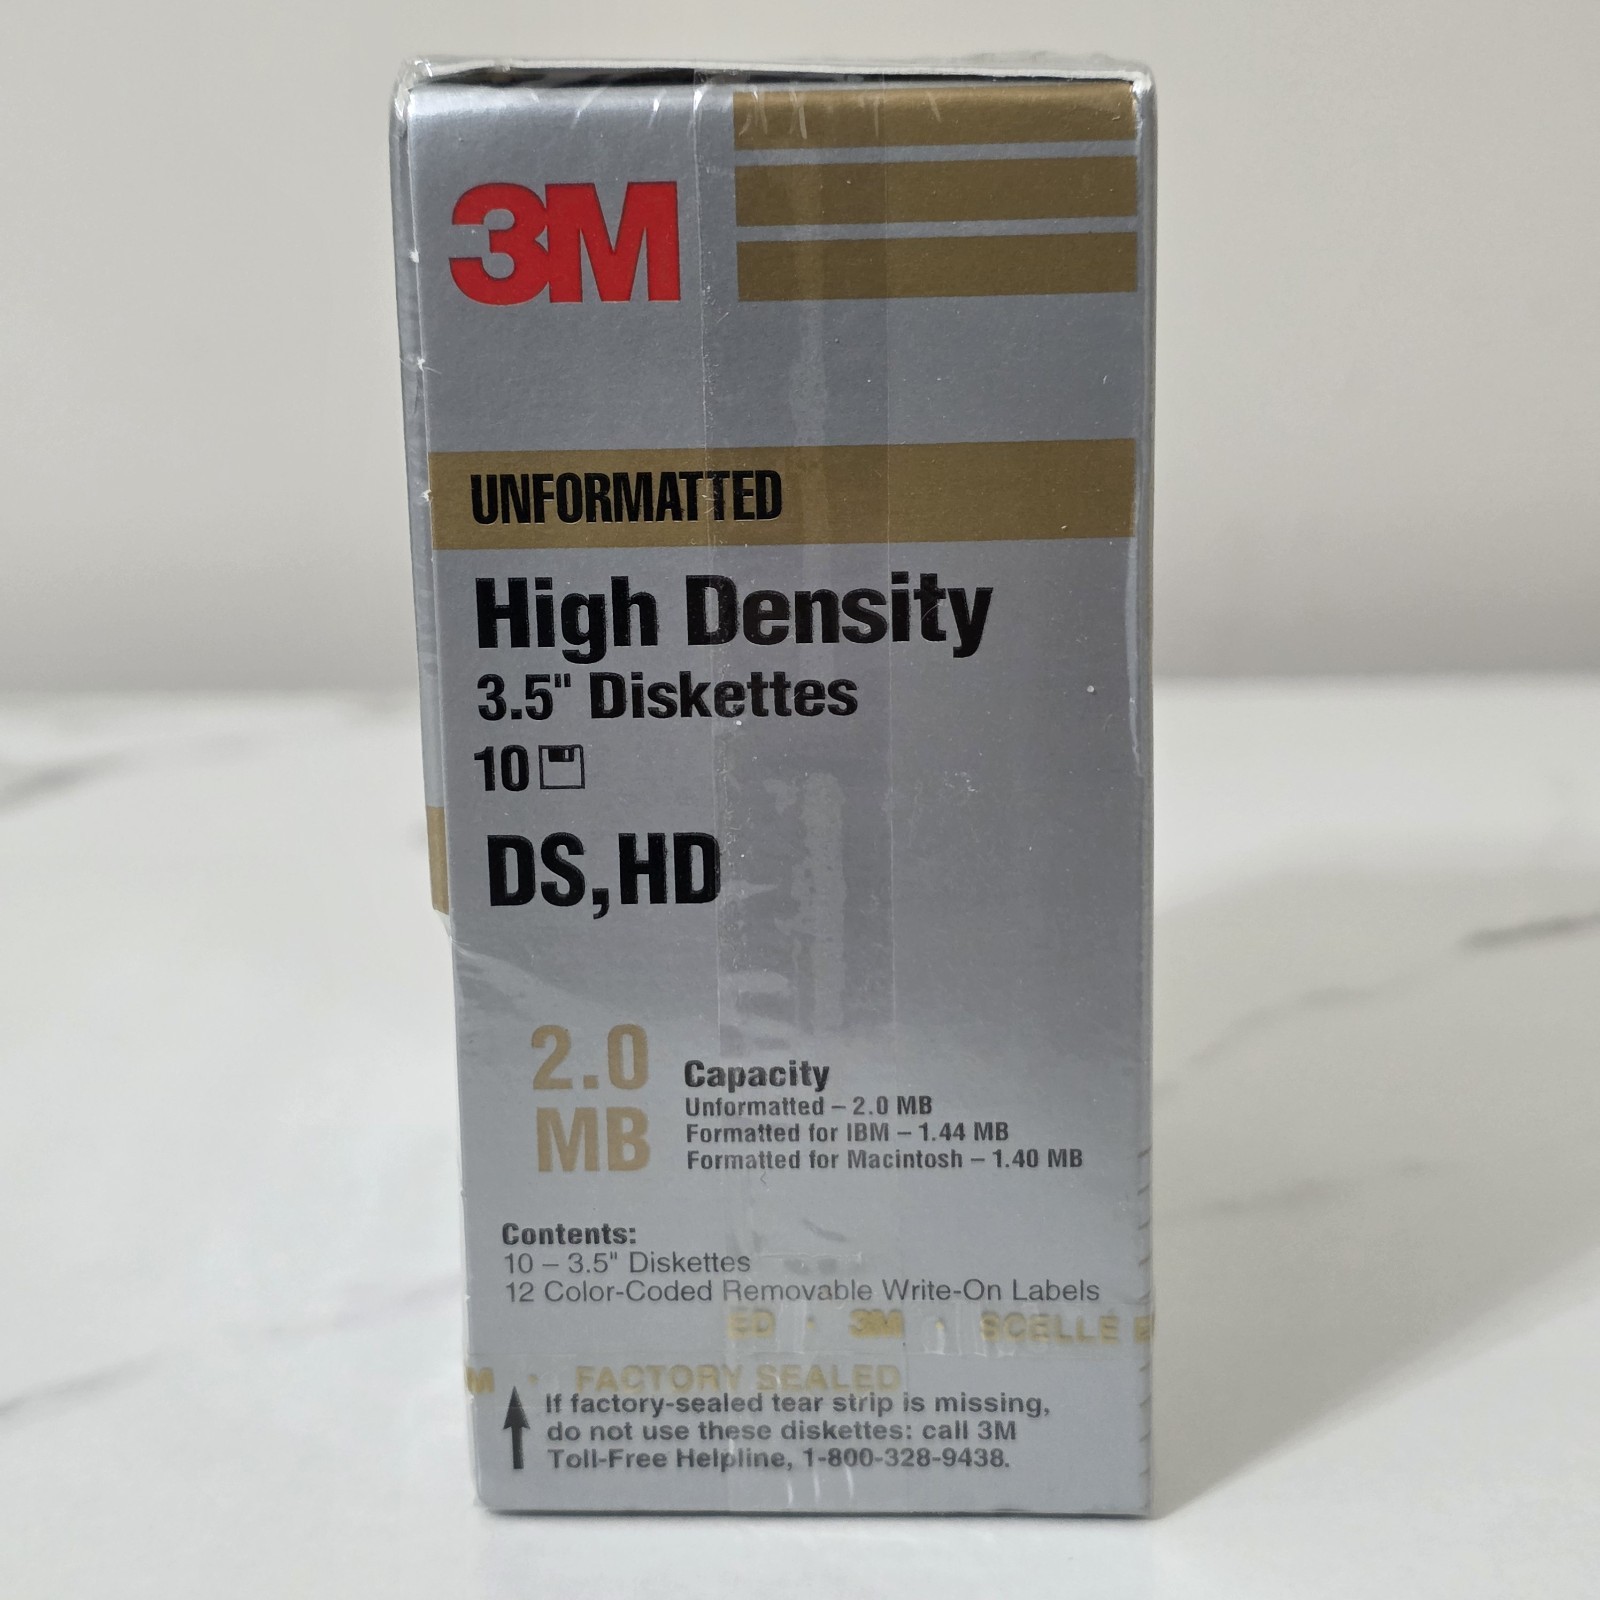 3M
UNFORMATTED
High Density
3.5" Diskettes
10
DS,HD
2.0
MB
Capacity
Unformatted – 2.0 MB
Formatted for IBM – 1.44 MB
Formatted for Macintosh – 1.40 MB
Contents:
10 – 3.5" Diskettes
12 Color-Coded Removable Write-On Labels
ED · 3M · SCELLÉ E
M · FACTORY SEALED
If factory-sealed tear strip is missing,
do not use these diskettes: call 3M
Toll-Free Helpline, 1-800-328-9438.